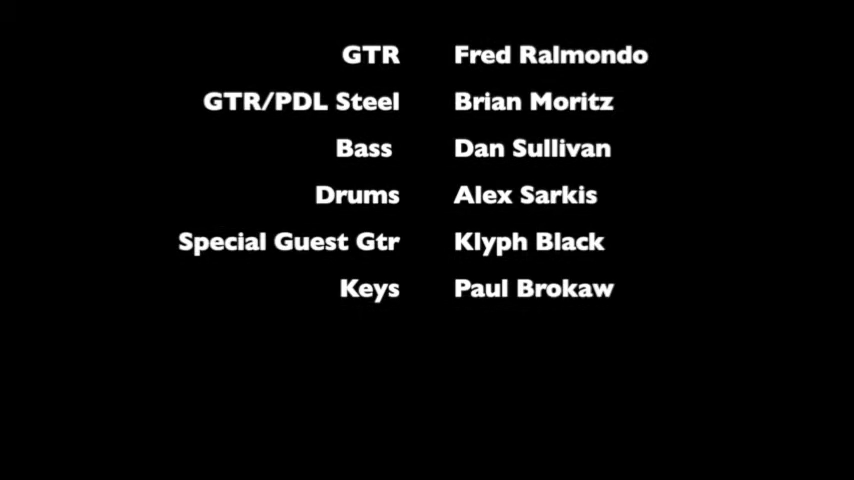 GTR Fred Ralmondo
GTR/PDL Steel Brian Moritz
Bass Dan Sullivan
Drums Alex Sarkis
Special Guest Gtr Klyph Black
Keys Paul Brokaw